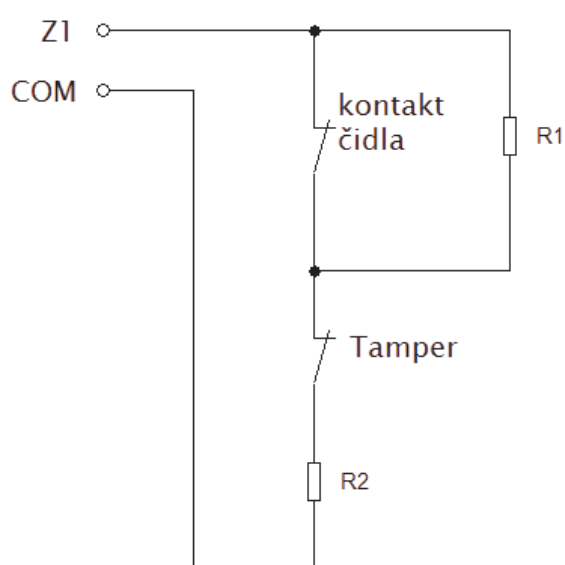 Z1
COM
kontakt
čidla
R1
Tamper
R2